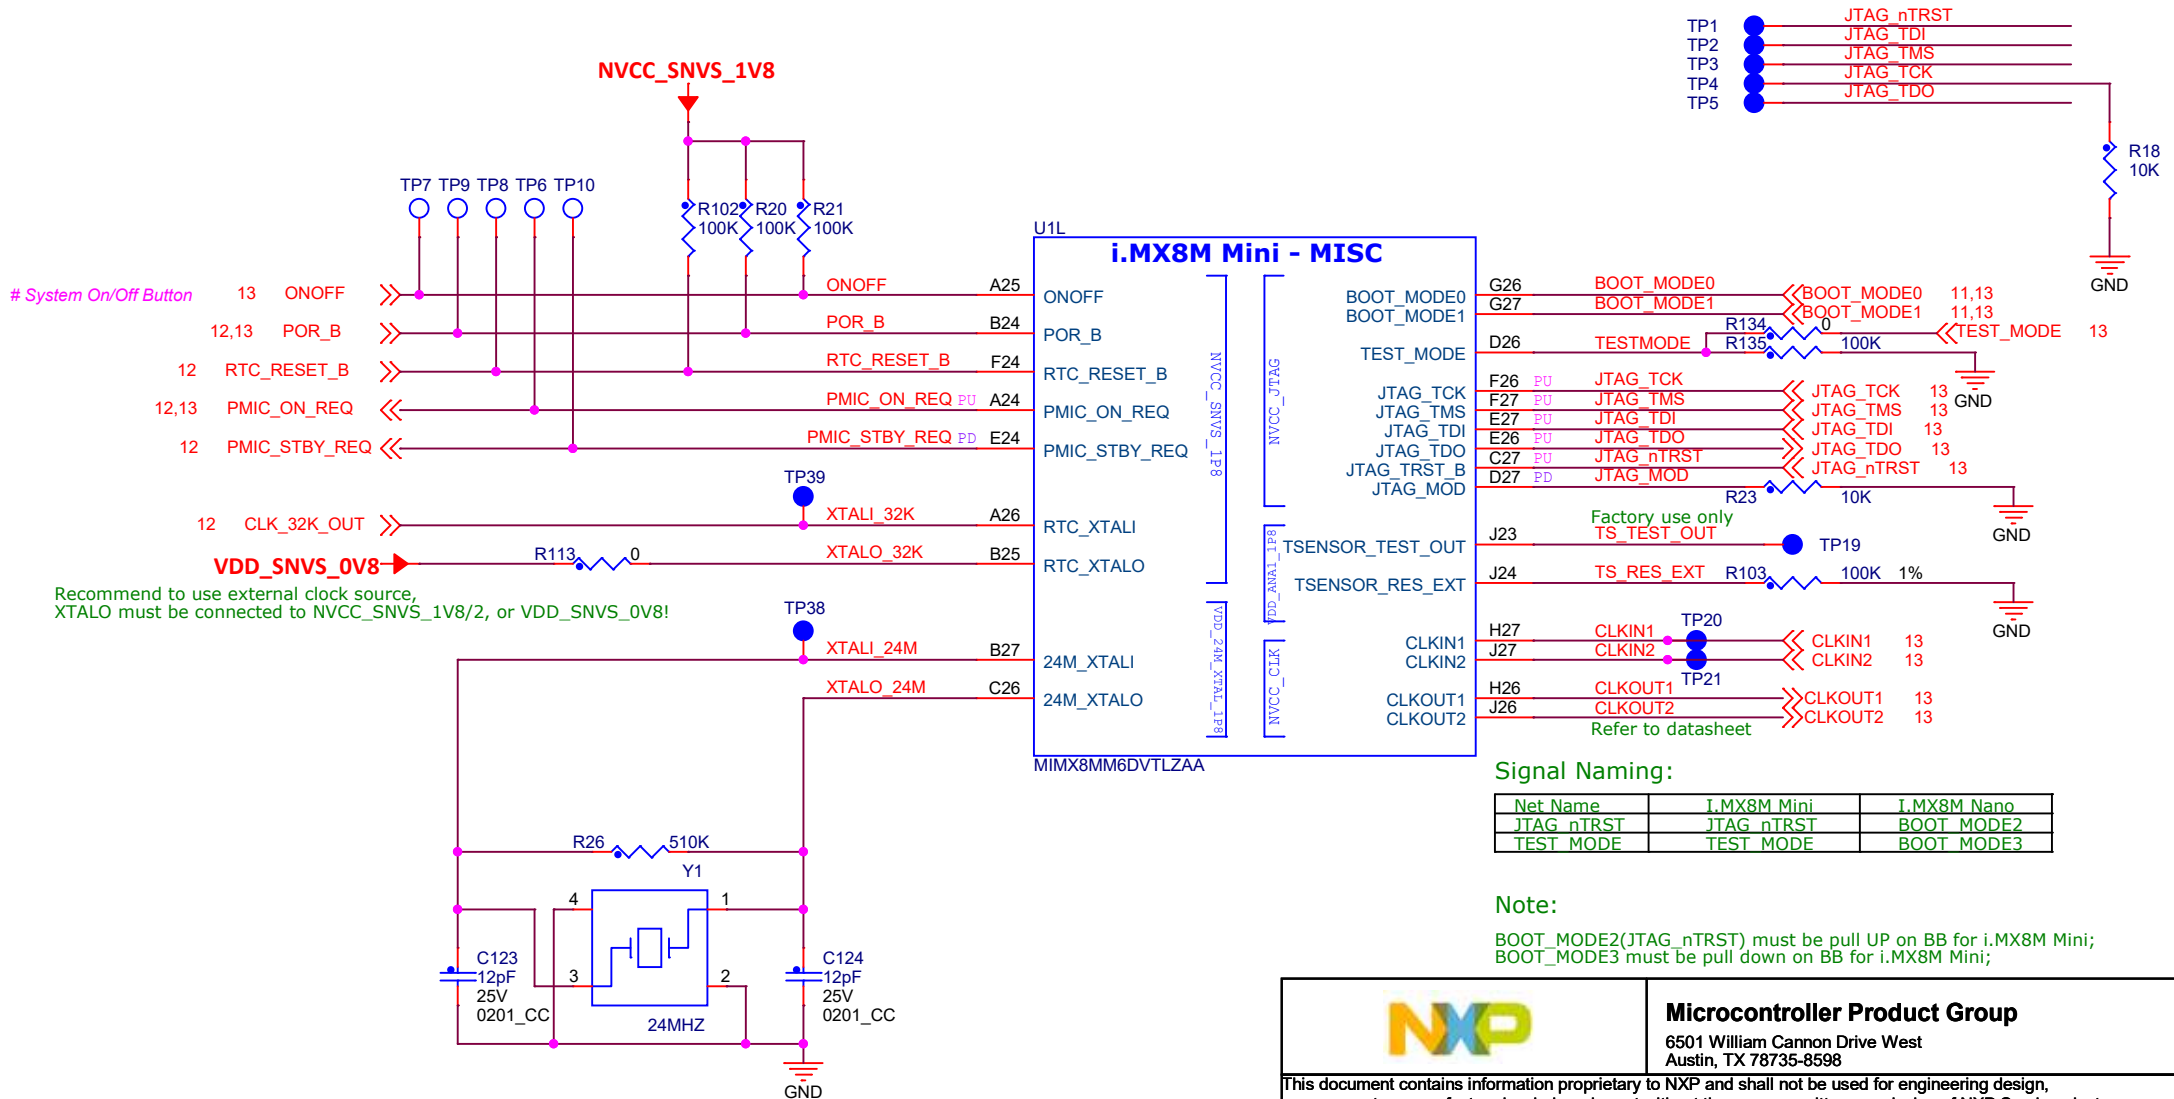 TP1 JTAG_nTRST
TP2 JTAG_TDI
TP3 JTAG_TMS
TP4 JTAG_TCK
TP5 JTAG_TDO
R18
10K
GND
NVCC_SNVS_1V8
TP7 TP9 TP8 TP6 TP10
R102 R20 R21
100K 100K 100K
U1L
i.MX8M Mini - MISC
# System On/Off Button 13 ONOFF ONOFF A25 ONOFF
12,13 POR_B POR_B B24 POR_B
12 RTC_RESET_B RTC_RESET_B F24 RTC_RESET_B
12,13 PMIC_ON_REQ PMIC_ON_REQ PU A24 PMIC_ON_REQ
12 PMIC_STBY_REQ PMIC_STBY_REQ PD E24 PMIC_STBY_REQ
TP39
12 CLK_32K_OUT XTALI_32K A26 RTC_XTALI
VDD_SNVS_0V8 R113 0 XTALO_32K B25 RTC_XTALO
Recommend to use external clock source,
XTALO must be connected to NVCC_SNVS_1V8/2, or VDD_SNVS_0V8!
TP38
XTALI_24M B27 24M_XTALI
XTALO_24M C26 24M_XTALO
NVCC_SNVS_1P8
NVCC_JTAG
VDD_ANA1_1P8
VDD_24M_XTAL_1P8
NVCC_CLK
BOOT_MODE0 G26 BOOT_MODE0 BOOT_MODE0 11,13
BOOT_MODE1 G27 BOOT_MODE1 BOOT_MODE1 11,13
R134 0 TEST_MODE 13
TEST_MODE D26 TESTMODE R135 100K
GND
JTAG_TCK F26 PU JTAG_TCK JTAG_TCK 13
JTAG_TMS F27 PU JTAG_TMS JTAG_TMS 13
JTAG_TDI E27 PU JTAG_TDI JTAG_TDI 13
JTAG_TDO E26 PU JTAG_TDO JTAG_TDO 13
JTAG_TRST_B C27 PU JTAG_nTRST JTAG_nTRST 13
JTAG_MOD D27 PD JTAG_MOD R23 10K
GND
Factory use only
TSENSOR_TEST_OUT J23 TS_TEST_OUT TP19
TSENSOR_RES_EXT J24 TS_RES_EXT R103 100K 1%
GND
TP20
CLKIN1 H27 CLKIN1 CLKIN1 13
CLKIN2 J27 CLKIN2 CLKIN2 13
TP21
CLKOUT1 H26 CLKOUT1 CLKOUT1 13
CLKOUT2 J26 CLKOUT2 CLKOUT2 13
Refer to datasheet
MIMX8MM6DVTLZAA
R26 510K
Y1
4 1
3 2
24MHZ
C123
12pF
25V
0201_CC
C124
12pF
25V
0201_CC
GND
Signal Naming:
Net Name I.MX8M Mini I.MX8M Nano
JTAG_nTRST JTAG_nTRST BOOT_MODE2
TEST_MODE TEST_MODE BOOT_MODE3
Note:
BOOT_MODE2(JTAG_nTRST) must be pull UP on BB for i.MX8M Mini;
BOOT_MODE3 must be pull down on BB for i.MX8M Mini;
NXP
Microcontroller Product Group
6501 William Cannon Drive West
Austin, TX 78735-8598
This document contains information proprietary to NXP and shall not be used for engineering design,